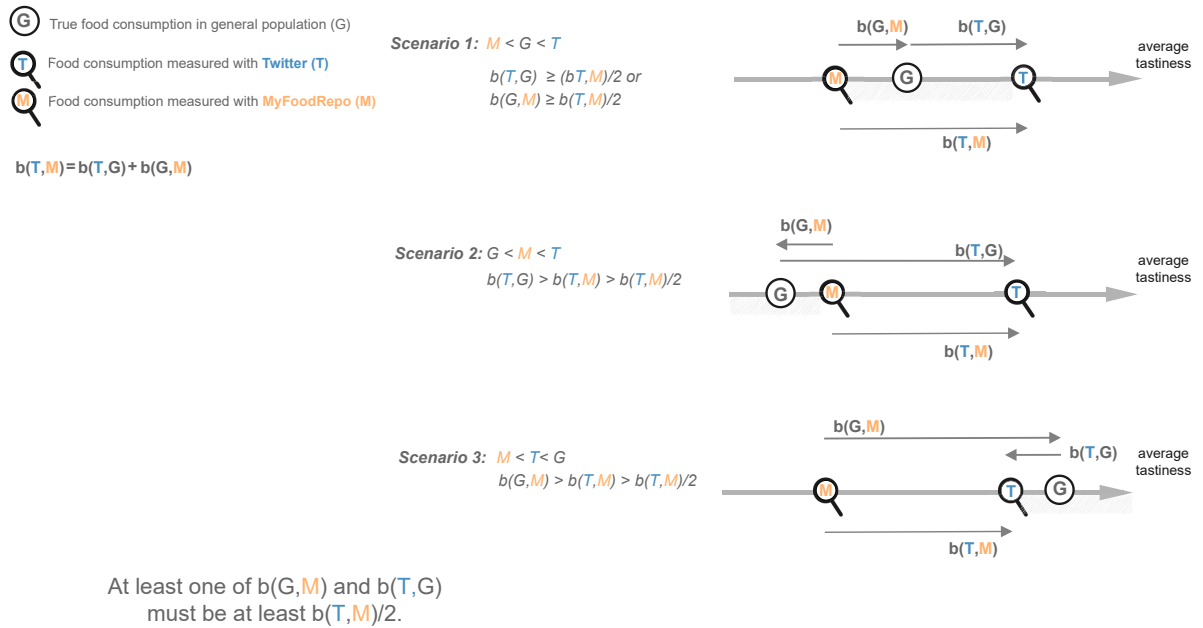 G True food consumption in general population (G)
T Food consumption measured with Twitter (T)
M Food consumption measured with MyFoodRepo (M)
b(T,M)=b(T,G)+b(G,M)
Scenario 1: M < G < T
b(T,G) ≥ (bT,M)/2 or
b(G,M) ≥ b(T,M)/2
b(G,M) b(T,G)
average
tastiness
M G T
b(T,M)
Scenario 2: G < M < T
b(T,G) > b(T,M) > b(T,M)/2
b(G,M)
b(T,G)
average
tastiness
G M T
b(T,M)
Scenario 3: M < T< G
b(G,M) > b(T,M) > b(T,M)/2
b(G,M)
b(T,G)
average
tastiness
M T G
b(T,M)
At least one of b(G,M) and b(T,G)
must be at least b(T,M)/2.